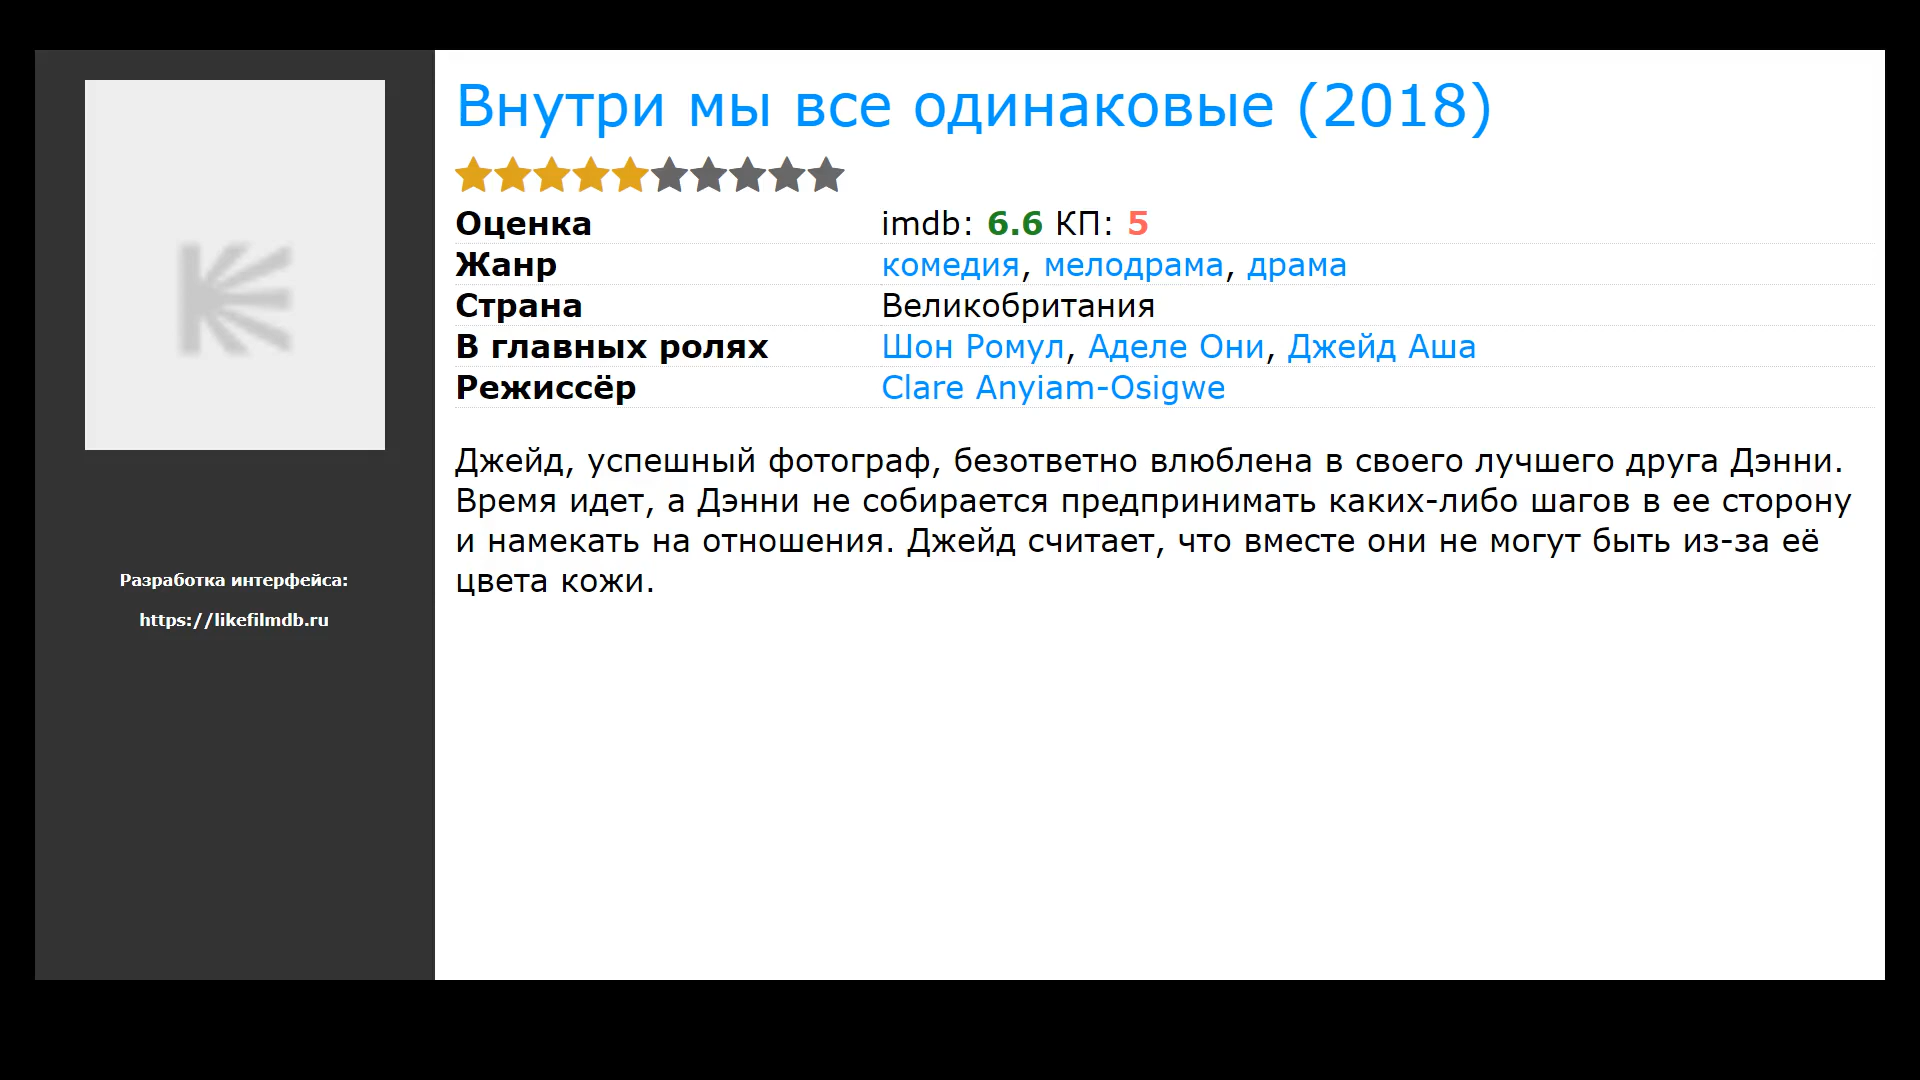 Внутри мы все одинаковые (2018)
Оценка imdb: 6.6 КП: 5
Жанр комедия, мелодрама, драма
Страна Великобритания
В главных ролях Шон Ромул, Аделе Они, Джейд Аша
Режиссёр Clare Anyiam-Osigwe
Джейд, успешный фотограф, безответно влюблена в своего лучшего друга Дэнни.
Время идет, а Дэнни не собирается предпринимать каких-либо шагов в ее сторону
и намекать на отношения. Джейд считает, что вместе они не могут быть из-за её
цвета кожи.
Разработка интерфейса:
https://likefilmdb.ru